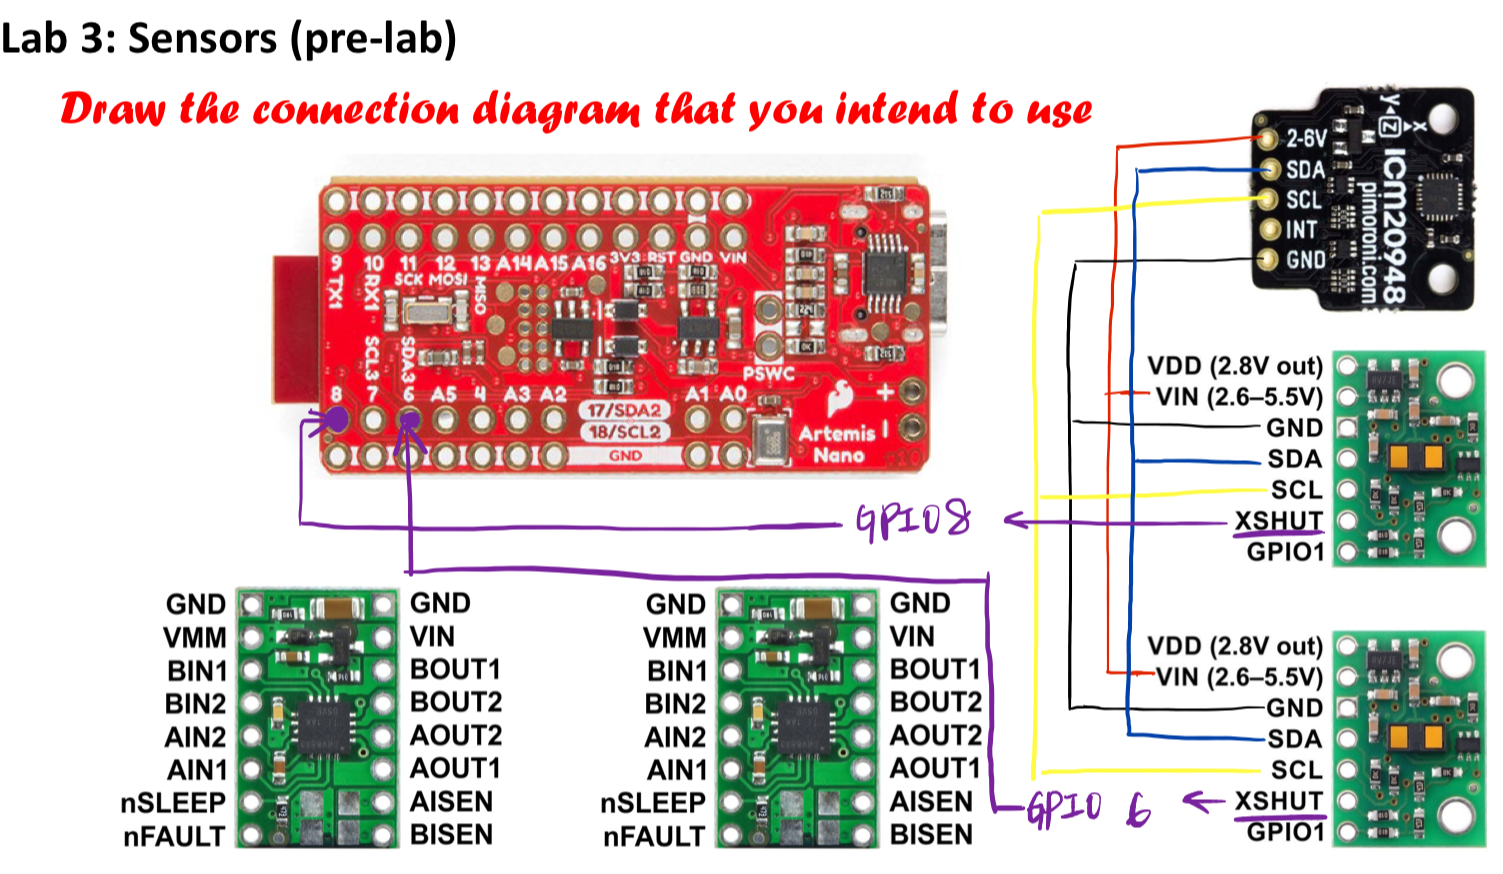 Lab 3: Sensors (pre-lab)
Draw the connection diagram that you intend to use
9 10 11 12 13 A14 A15 A16 3V3 RST GND VIN
TX1 RX1 SCK MOSI MISO
SCL3 SDA3
8 7 6 A5 4 A3 A2 17/SDA2 A1 A0
18/SCL2
GND
PSWC
+
-
Artemis
Nano
2-6V
SDA
SCL
INT
GND
X
Y
Z
ICM20948
pimoroni.com
VDD (2.8V out)
VIN (2.6–5.5V)
GND
SDA
SCL
XSHUT
GPIO1
GPIO8
GND
VMM
BIN1
BIN2
AIN2
AIN1
nSLEEP
nFAULT
GND
VIN
BOUT1
BOUT2
AOUT2
AOUT1
AISEN
BISEN
GND
VMM
BIN1
BIN2
AIN2
AIN1
nSLEEP
nFAULT
GND
VIN
BOUT1
BOUT2
AOUT2
AOUT1
AISEN
BISEN
VDD (2.8V out)
VIN (2.6–5.5V)
GND
SDA
SCL
XSHUT
GPIO1
GPIO 6